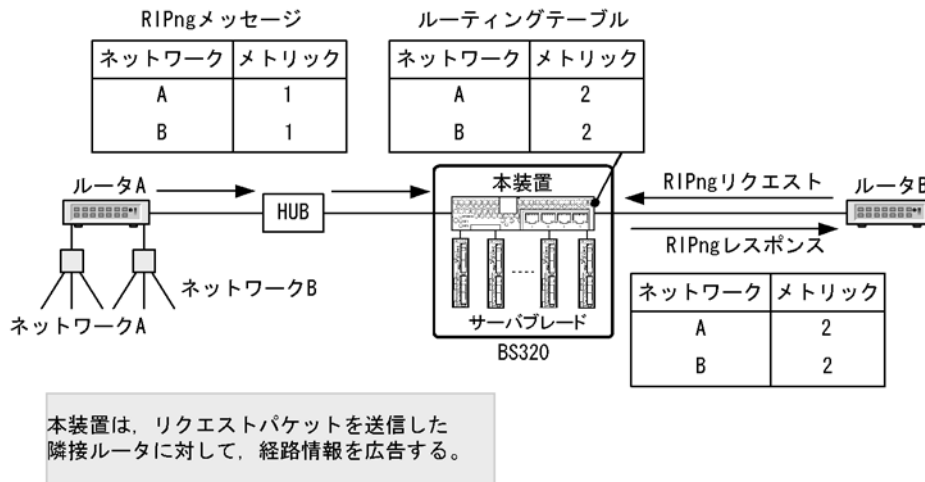 RIPngメッセージ
ネットワーク メトリック
A 1
B 1
ルーティングテーブル
ネットワーク メトリック
A 2
B 2
ルータA
HUB
本装置
RIPngリクエスト
ルータB
RIPngレスポンス
ネットワークB
ネットワークA
サーバブレード
BS320
ネットワーク メトリック
A 2
B 2
本装置は，リクエストパケットを送信した
隣接ルータに対して，経路情報を広告する。